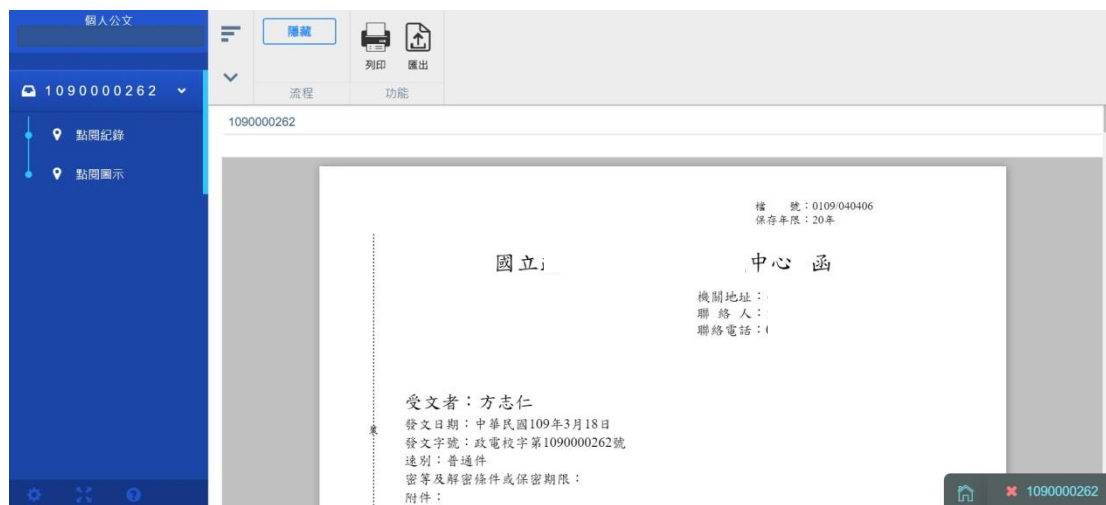 個人公文
1090000262
點閱紀錄
點閱圖示
隱藏
流程
列印
匯出
功能
1090000262
檔 號:0109/040406
保存年限:20年
國立
中心 函
機關地址:
聯 絡 人:
聯絡電話:
受文者:方志仁
發文日期:中華民國109年3月18日
發文字號:政電校字第1090000262號
速別:普通件
密等及解密條件或保密期限:
附件:
裝
1090000262